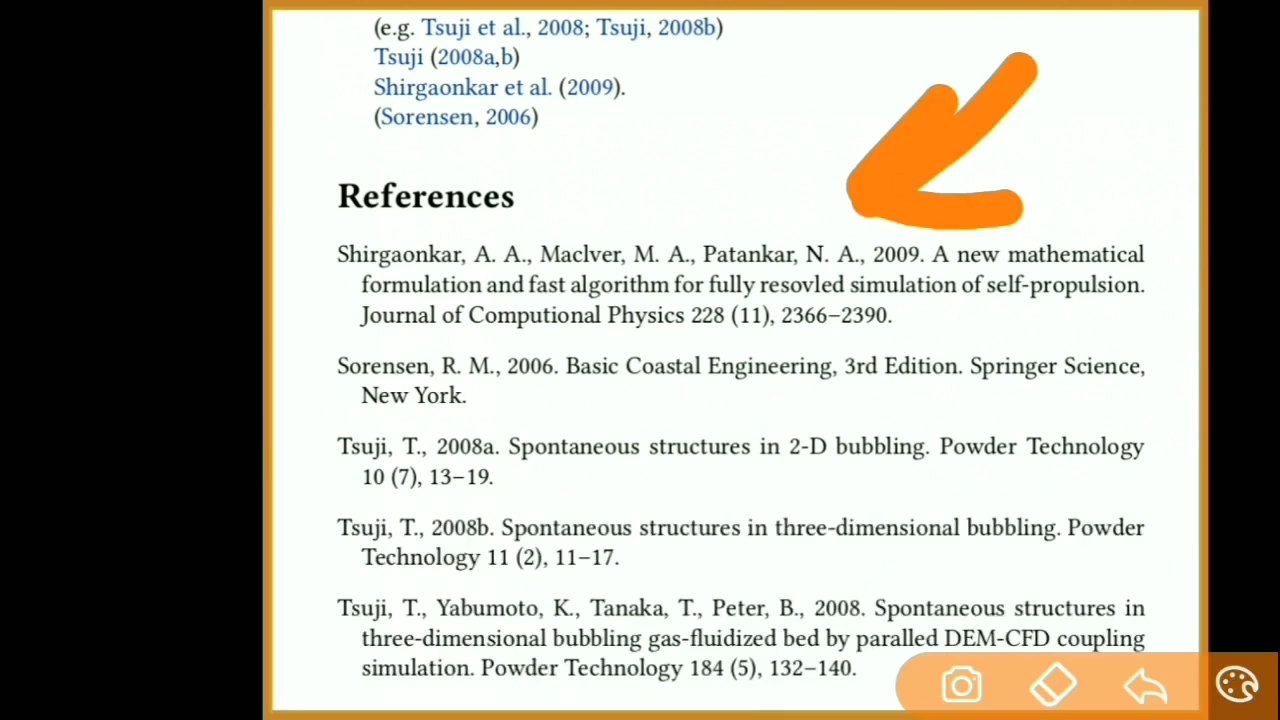 (e.g. Tsuji et al., 2008; Tsuji, 2008b)
Tsuji (2008a,b)
Shirgaonkar et al. (2009).
(Sorensen, 2006)
References
Shirgaonkar, A. A., Maclver, M. A., Patankar, N. A., 2009. A new mathematical
formulation and fast algorithm for fully resovled simulation of self-propulsion.
Journal of Computional Physics 228 (11), 2366–2390.
Sorensen, R. M., 2006. Basic Coastal Engineering, 3rd Edition. Springer Science,
New York.
Tsuji, T., 2008a. Spontaneous structures in 2-D bubbling. Powder Technology
10 (7), 13–19.
Tsuji, T., 2008b. Spontaneous structures in three-dimensional bubbling. Powder
Technology 11 (2), 11–17.
Tsuji, T., Yabumoto, K., Tanaka, T., Peter, B., 2008. Spontaneous structures in
three-dimensional bubbling gas-fluidized bed by paralled DEM-CFD coupling
simulation. Powder Technology 184 (5), 132–140.